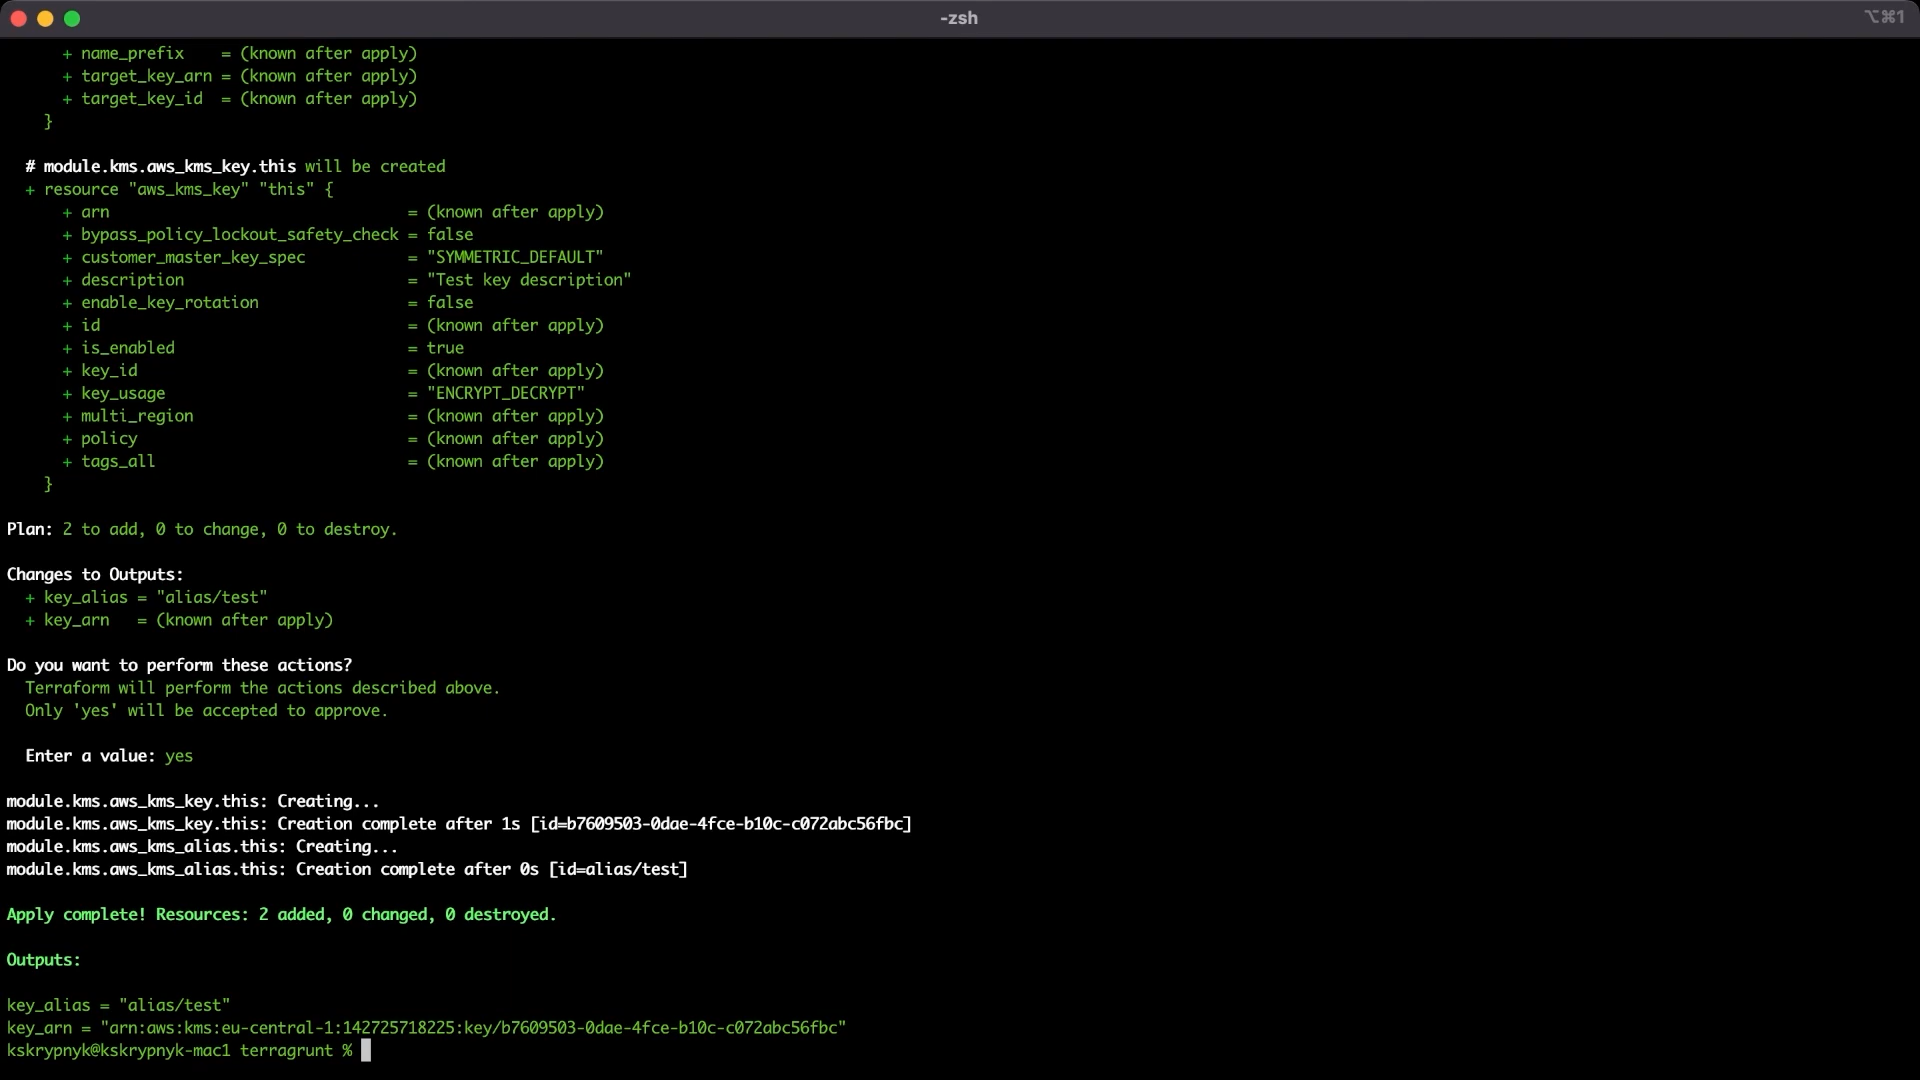 -zsh
⌥⌘1
+ name_prefix    = (known after apply)
+ target_key_arn = (known after apply)
+ target_key_id  = (known after apply)
}
# module.kms.aws_kms_key.this will be created
+ resource "aws_kms_key" "this" {
+ arn                                = (known after apply)
+ bypass_policy_lockout_safety_check = false
+ customer_master_key_spec           = "SYMMETRIC_DEFAULT"
+ description                        = "Test key description"
+ enable_key_rotation                = false
+ id                                 = (known after apply)
+ is_enabled                         = true
+ key_id                             = (known after apply)
+ key_usage                          = "ENCRYPT_DECRYPT"
+ multi_region                       = (known after apply)
+ policy                             = (known after apply)
+ tags_all                           = (known after apply)
}
Plan: 2 to add, 0 to change, 0 to destroy.
Changes to Outputs:
+ key_alias = "alias/test"
+ key_arn   = (known after apply)
Do you want to perform these actions?
Terraform will perform the actions described above.
Only 'yes' will be accepted to approve.
Enter a value: yes
module.kms.aws_kms_key.this: Creating...
module.kms.aws_kms_key.this: Creation complete after 1s [id=b7609503-0dae-4fce-b10c-c072abc56fbc]
module.kms.aws_kms_alias.this: Creating...
module.kms.aws_kms_alias.this: Creation complete after 0s [id=alias/test]
Apply complete! Resources: 2 added, 0 changed, 0 destroyed.
Outputs:
key_alias = "alias/test"
key_arn = "arn:aws:kms:eu-central-1:142725718225:key/b7609503-0dae-4fce-b10c-c072abc56fbc"
kskrypnyk@kskrypnyk-mac1 terragrunt %